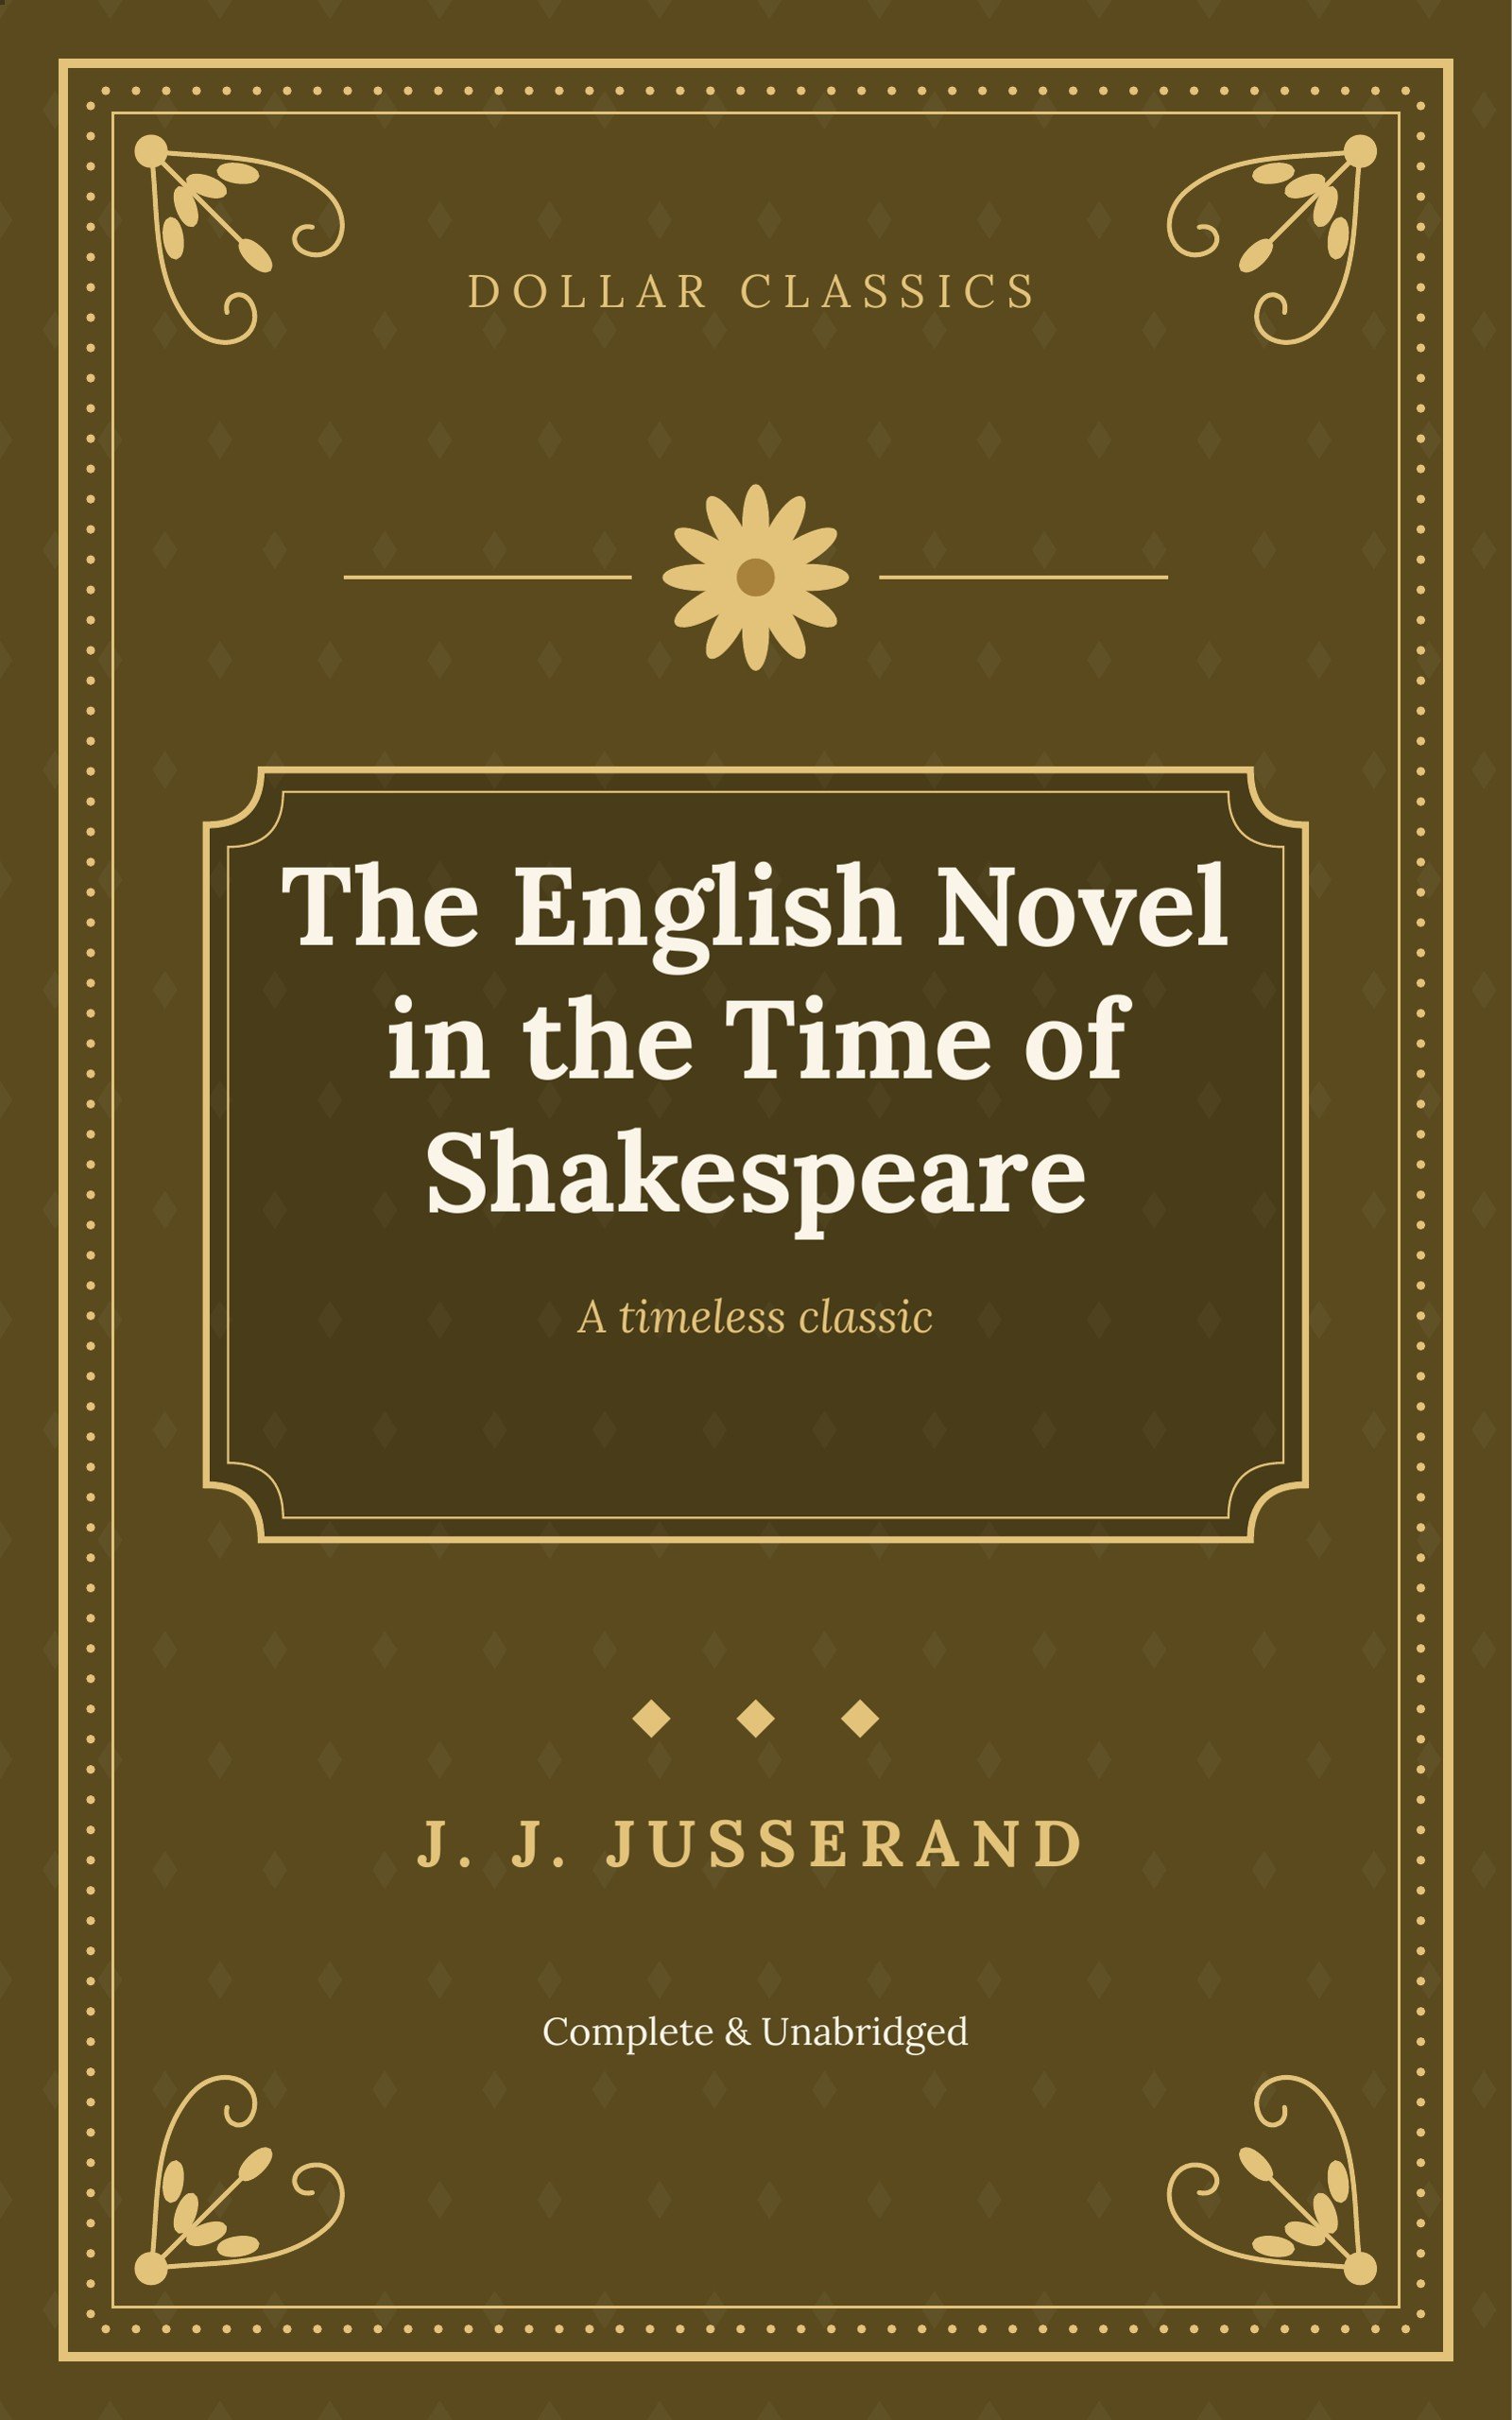 DOLLAR CLASSICS
The English Novel
in the Time of
Shakespeare
A timeless classic
J. J. JUSSERAND
Complete & Unabridged